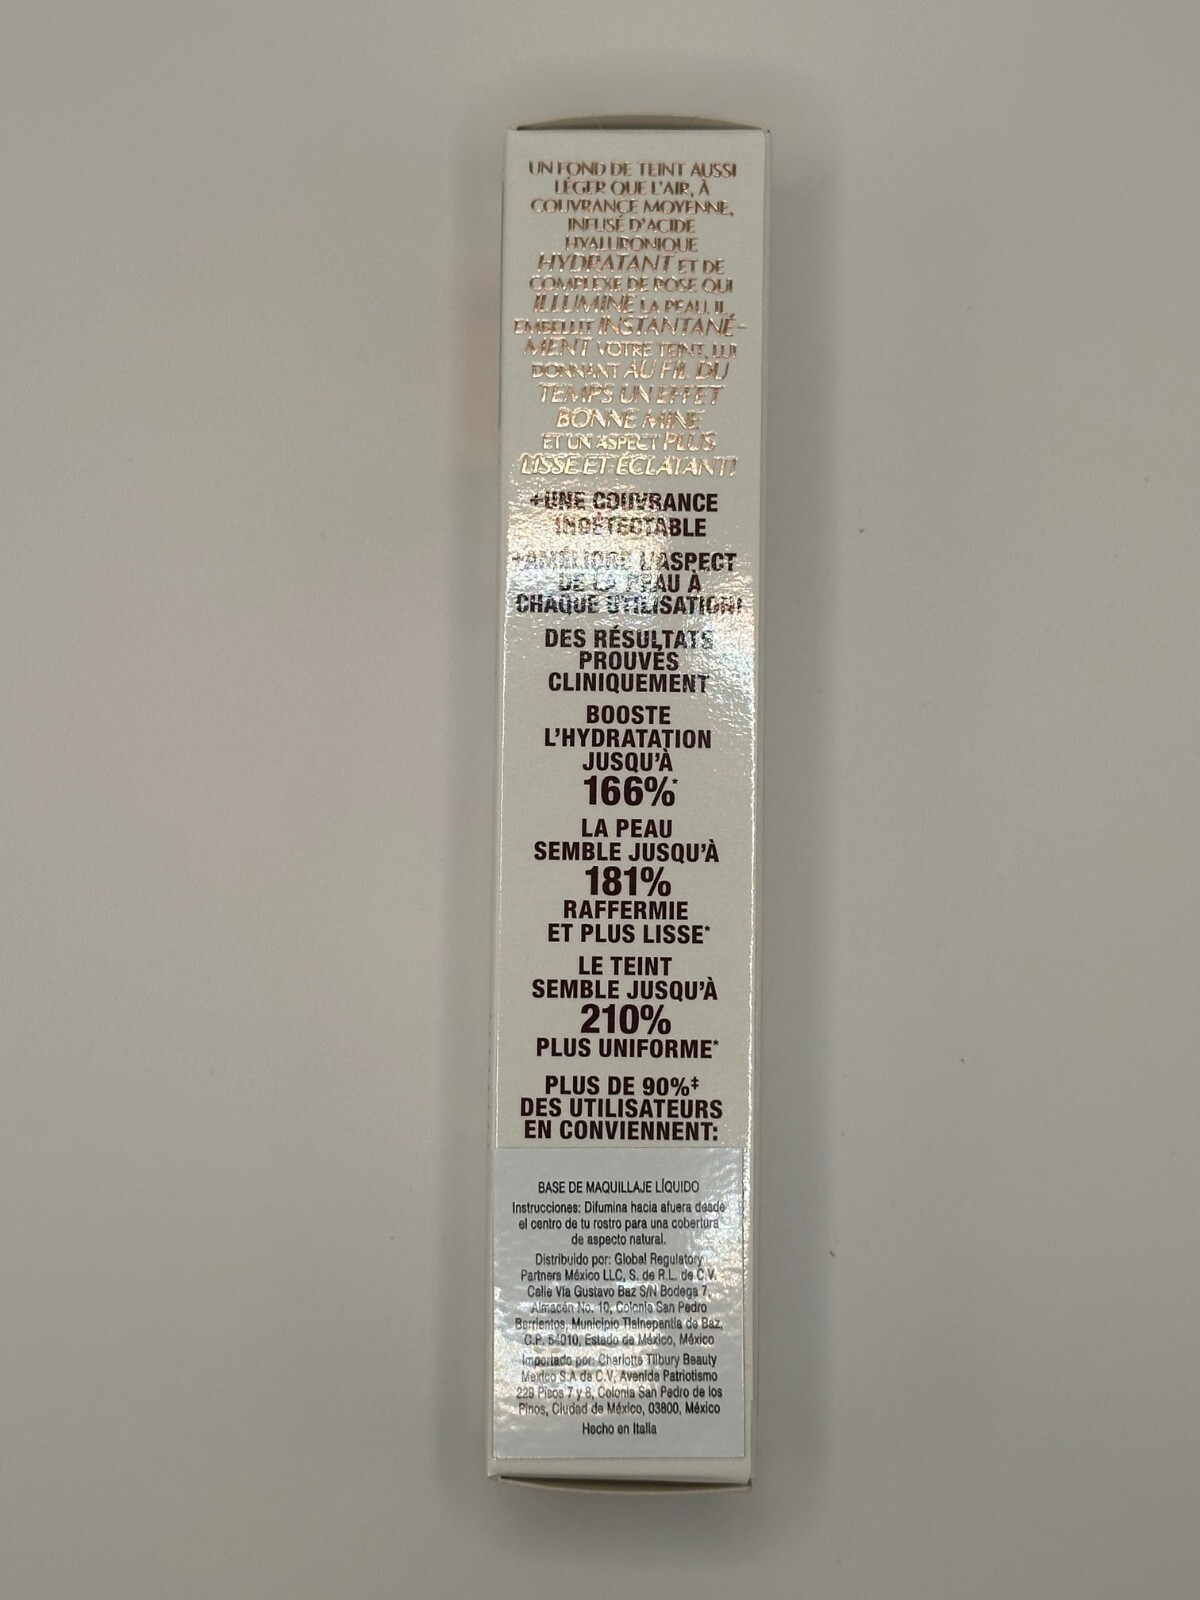 UN FOND DE TEINT AUSSI
LÉGER QUE L'AIR, À
COUVRANCE MOYENNE,
INFUSÉ D'ACIDE
HYALURONIQUE
HYDRATANT ET DE
COMPLEXE DE ROSE QUI
ILLUMINE LA PEAU. IL
EMBELLIT INSTANTANÉ-
MENT VOTRE TEINT, LUI
DONNANT AU FIL DU
TEMPS UN EFFET
BONNE MINE
ET UN ASPECT PLUS
LISSE ET ÉCLATANT!
+UNE COUVRANCE
INDÉTECTABLE
+AMÉLIORE L'ASPECT
DE LA PEAU À
CHAQUE UTILISATION!
DES RÉSULTATS
PROUVÉS
CLINIQUEMENT
BOOSTE
L'HYDRATATION
JUSQU'À
166%*
LA PEAU
SEMBLE JUSQU'À
181%
RAFFERMIE
ET PLUS LISSE*
LE TEINT
SEMBLE JUSQU'À
210%
PLUS UNIFORME*
PLUS DE 90%‡
DES UTILISATEURS
EN CONVIENNENT:
BASE DE MAQUILLAJE LÍQUIDO
Instrucciones: Difumina hacia afuera desde
el centro de tu rostro para una cobertura
de aspecto natural.
Distribuido por: Global Regulatory
Partners México LLC, S. de R.L. de C.V.
Calle Vía Gustavo Baz S/N Bodega 7,
Almacén No. 10, Colonia San Pedro
Barrientos, Municipio Tlalnepantla de Baz,
C.P. 54010, Estado de México, México
Importado por: Charlotte Tilbury Beauty
Mexico S.A de C.V, Avenida Patriotismo
229 Pisos 7 y 8, Colonia San Pedro de los
Pinos, Ciudad de México, 03800, México
Hecho en Italia